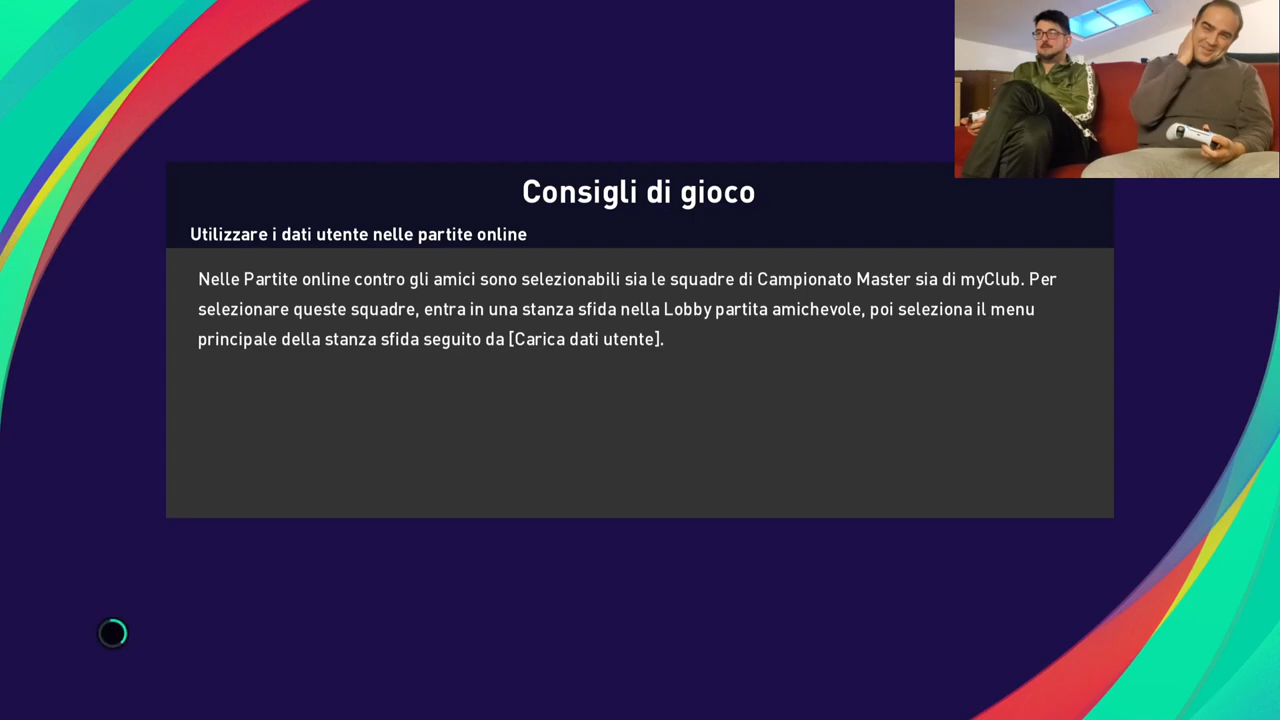 Consigli di gioco
Utilizzare i dati utente nelle partite online
Nelle Partite online contro gli amici sono selezionabili sia le squadre di Campionato Master sia di myClub. Per
selezionare queste squadre, entra in una stanza sfida nella Lobby partita amichevole, poi seleziona il menu
principale della stanza sfida seguito da [Carica dati utente].